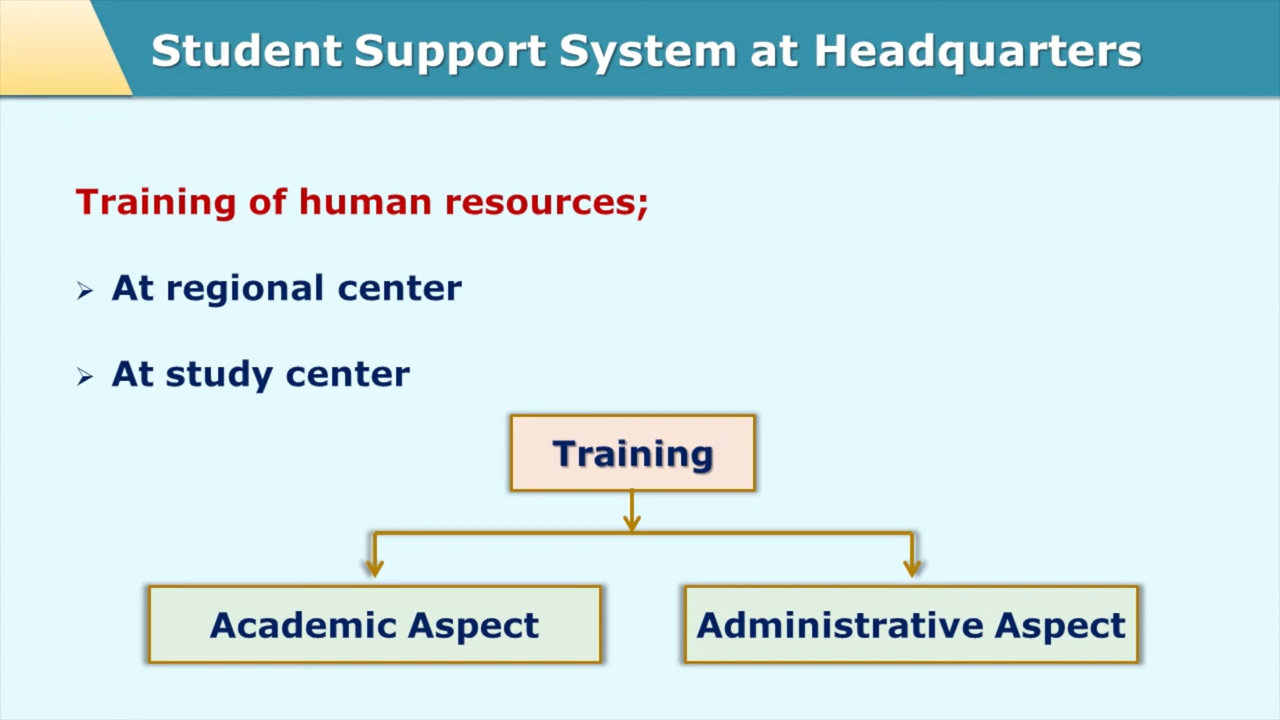 Student Support System at Headquarters
Training of human resources;
➢ At regional center
➢ At study center
Training
Academic Aspect
Administrative Aspect